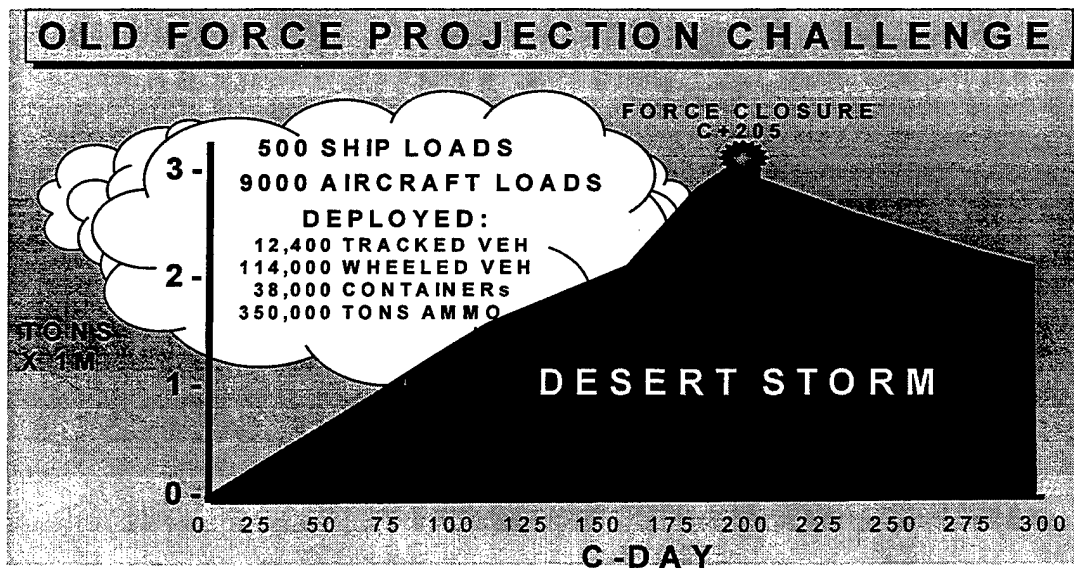 OLD FORCE PROJECTION CHALLENGE
FORCE CLOSURE
C+205
500 SHIP LOADS
9000 AIRCRAFT LOADS
DEPLOYED:
12,400 TRACKED VEH
114,000 WHEELED VEH
38,000 CONTAINERs
350,000 TONS AMMO
3 -
2 -
TONS
X 1M
1 -
DESERT STORM
0 -
0 25 50 75 100 125 150 175 200 225 250 275 300
C-DAY